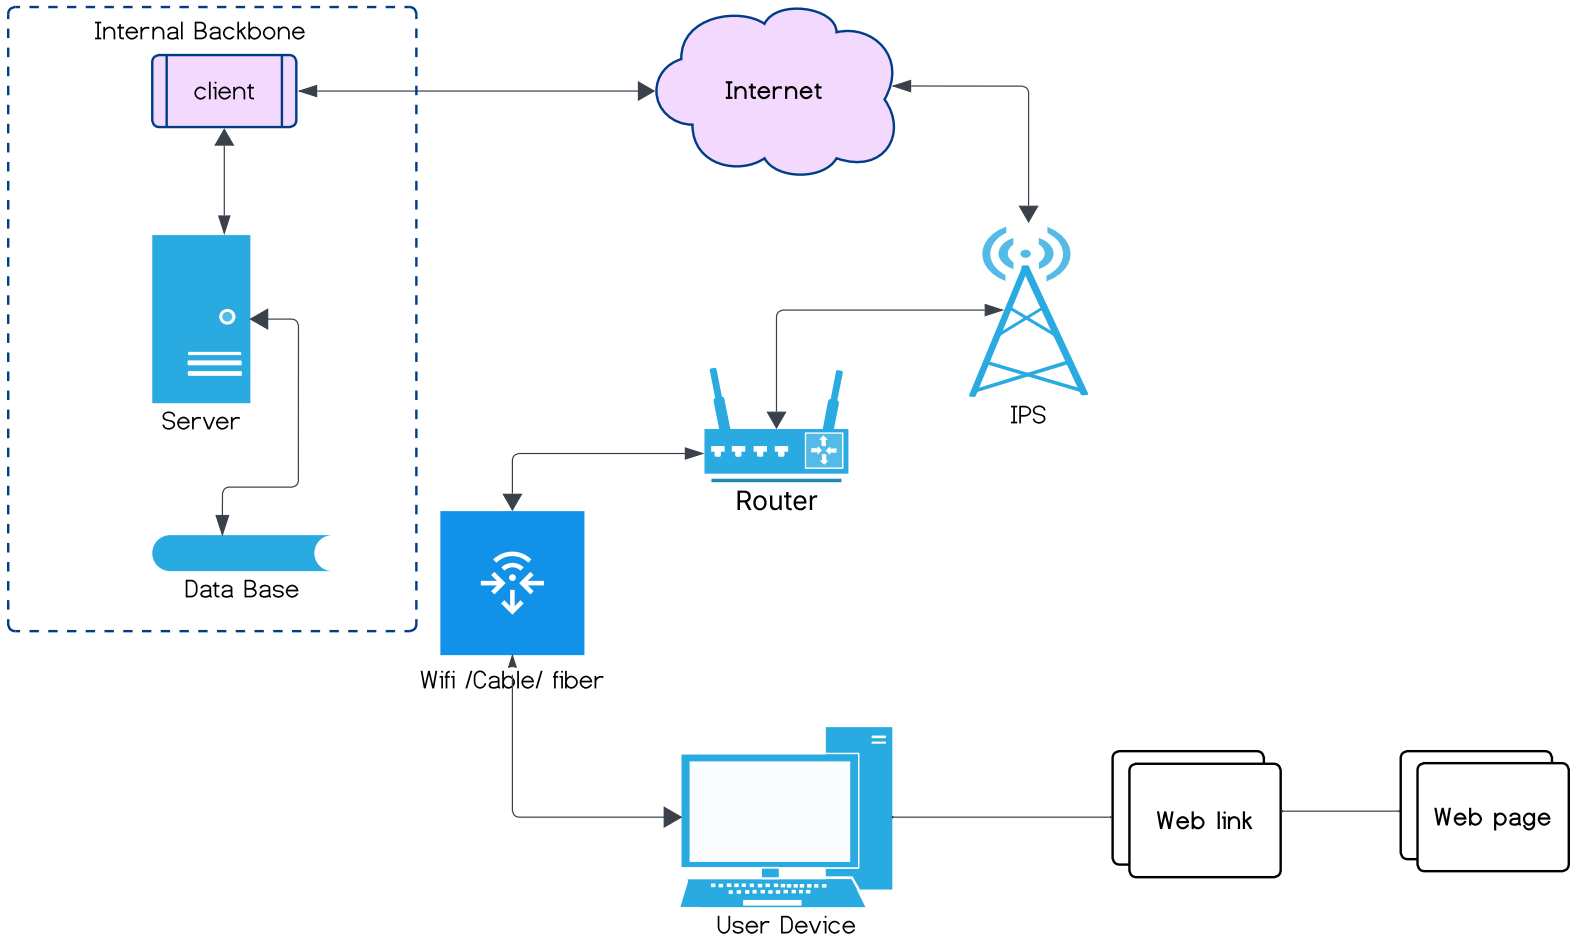 Internal Backbone
client
Internet
Server
IPS
Router
Data Base
Wifi /Cable/ fiber
Web link
Web page
User Device